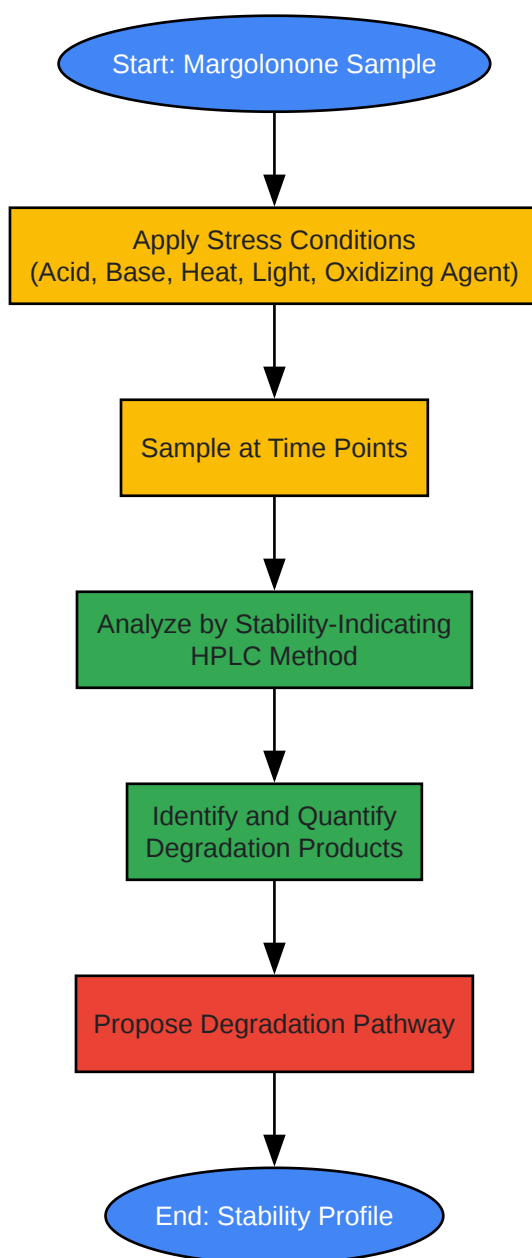 Start: Margolonone Sample
Apply Stress Conditions
(Acid, Base, Heat, Light, Oxidizing Agent)
Sample at Time Points
Analyze by Stability-Indicating
HPLC Method
Identify and Quantify
Degradation Products
Propose Degradation Pathway
End: Stability Profile